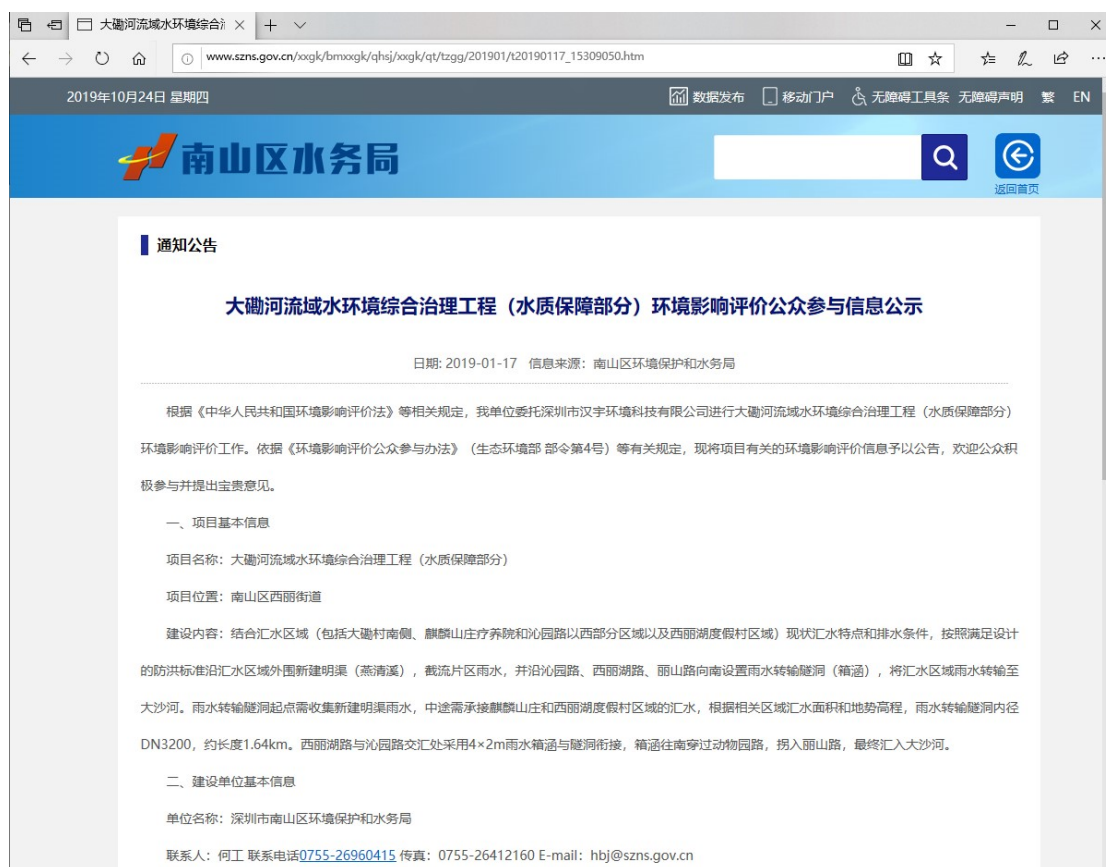 大磡河流域水环境综合治
www.szns.gov.cn/xxgk/bmxxgk/qhsj/xxgk/qt/tzgg/201901/t20190117_15309050.htm
2019年10月24日 星期四 数据发布 移动门户 无障碍工具条 无障碍声明 繁 EN
南山区水务局
返回首页
通知公告
大磡河流域水环境综合治理工程（水质保障部分）环境影响评价公众参与信息公示
日期: 2019-01-17 信息来源：南山区环境保护和水务局
根据《中华人民共和国环境影响评价法》等相关规定，我单位委托深圳市汉宇环境科技有限公司进行大磡河流域水环境综合治理工程（水质保障部分）
环境影响评价工作。依据《环境影响评价公众参与办法》（生态环境部 部令第4号）等有关规定，现将项目有关的环境影响评价信息予以公告，欢迎公众积
极参与并提出宝贵意见。
一、项目基本信息
项目名称：大磡河流域水环境综合治理工程（水质保障部分）
项目位置：南山区西丽街道
建设内容：结合汇水区域（包括大磡村南侧、麒麟山庄疗养院和沁园路以西部分区域以及西丽湖度假村区域）现状汇水特点和排水条件，按照满足设计
的防洪标准沿汇水区域外围新建明渠（燕清溪），截流片区雨水，并沿沁园路、西丽湖路、丽山路向南设置雨水转输隧洞（箱涵），将汇水区域雨水转输至
大沙河。雨水转输隧洞起点需收集新建明渠雨水，中途需承接麒麟山庄和西丽湖度假村区域的汇水，根据相关区域汇水面积和地势高程，雨水转输隧洞内径
DN3200，约长度1.64km。西丽湖路与沁园路交汇处采用4×2m雨水箱涵与隧洞衔接，箱涵往南穿过动物园路，拐入丽山路，最终汇入大沙河。
二、建设单位基本信息
单位名称：深圳市南山区环境保护和水务局
联系人：何工 联系电话0755-26960415 传真：0755-26412160 E-mail：hbj@szns.gov.cn